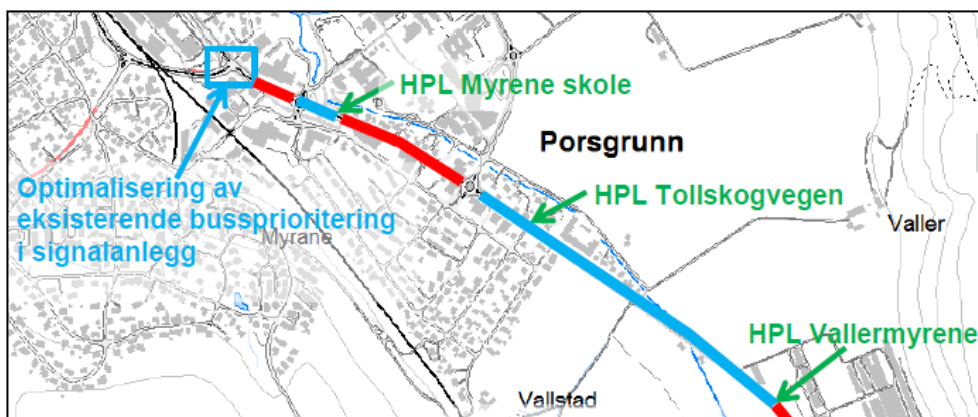 HPL Myrene skole
Porsgrunn
HPL Tollskogvegen
Optimalisering av
eksisterende bussprioritering
i signalanlegg
Myrane
Valler
HPL Vallermyrene
Vallstad